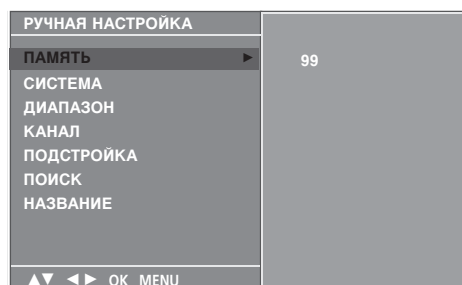 РУЧНАЯ НАСТРОЙКА
ПАМЯТЬ ► 99
СИСТЕМА
ДИАПАЗОН
КАНАЛ
ПОДСТРОЙКА
ПОИСК
НАЗВАНИЕ
▲▼ ◄► OK MENU